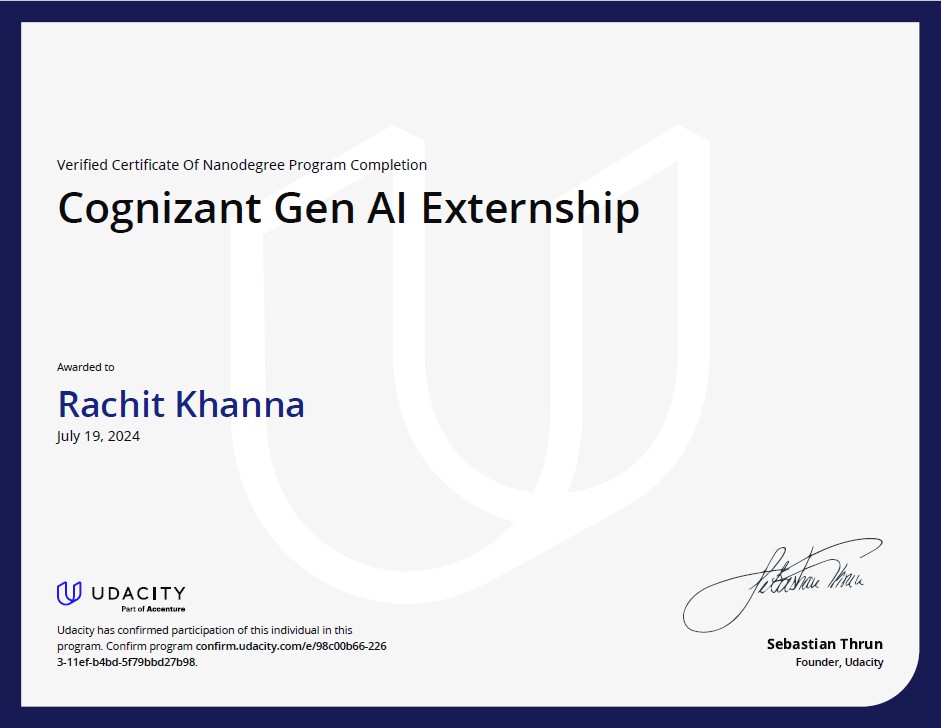 Verified Certificate Of Nanodegree Program Completion
Cognizant Gen AI Externship
Awarded to
Rachit Khanna
July 19, 2024
UDACITY
Part of Accenture
Udacity has confirmed participation of this individual in this
program. Confirm program confirm.udacity.com/e/98c00b66-226
3-11ef-b4bd-5f79bbd27b98.
Sebastian Thrun
Sebastian Thrun
Founder, Udacity